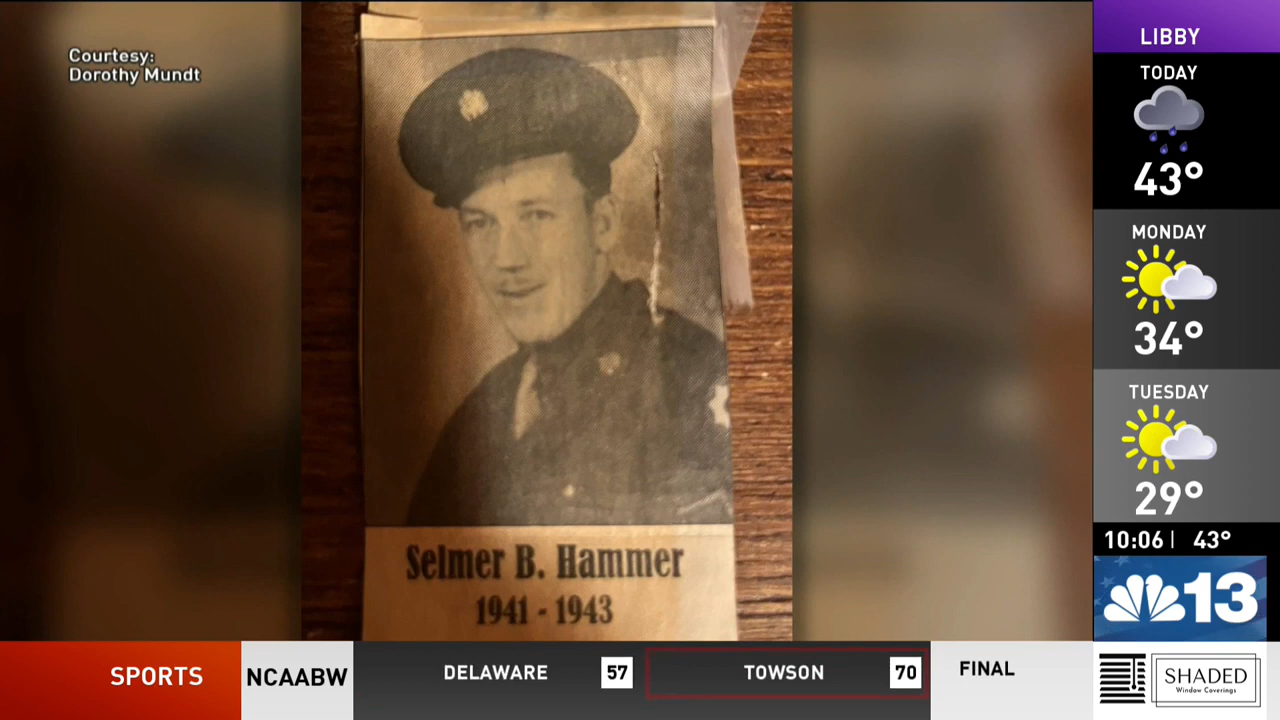 Courtesy:
Dorothy Mundt
Selmer B. Hammer
1941 - 1943
LIBBY
TODAY
43°
MONDAY
34°
TUESDAY
29°
10:06 | 43°
13
SPORTS
NCAABW
DELAWARE 57
TOWSON 70
FINAL
SHADED
Window Coverings